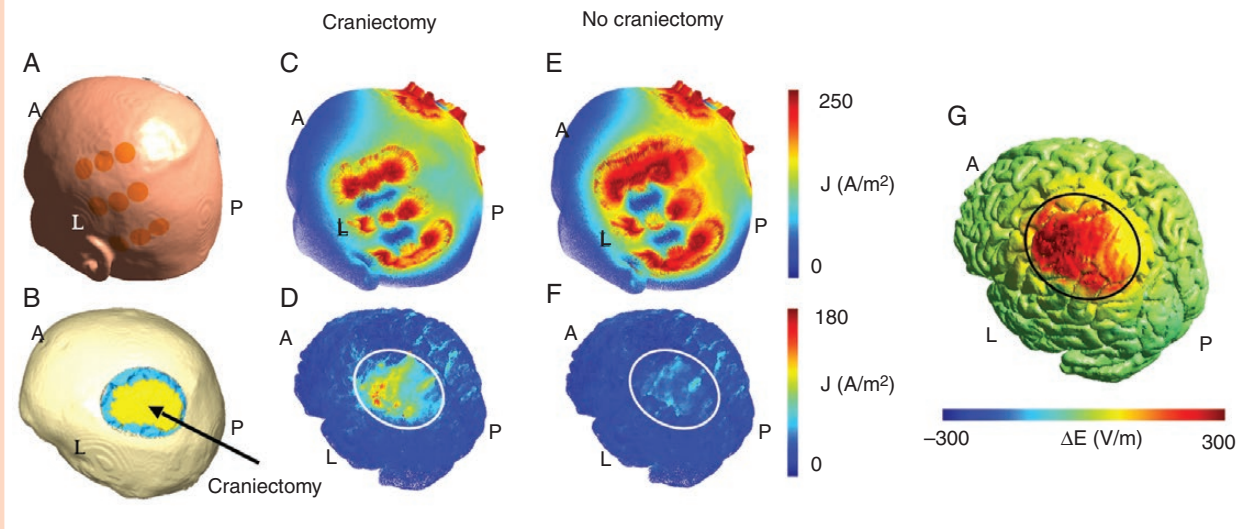 Craniectomy
No craniectomy
A
A
L
P
B
A
L
P
Craniectomy
C
A
L
P
D
A
L
P
E
A
L
P
F
A
L
P
250
J (A/m²)
0
180
J (A/m²)
0
G
A
L
P
–300
ΔE (V/m)
300